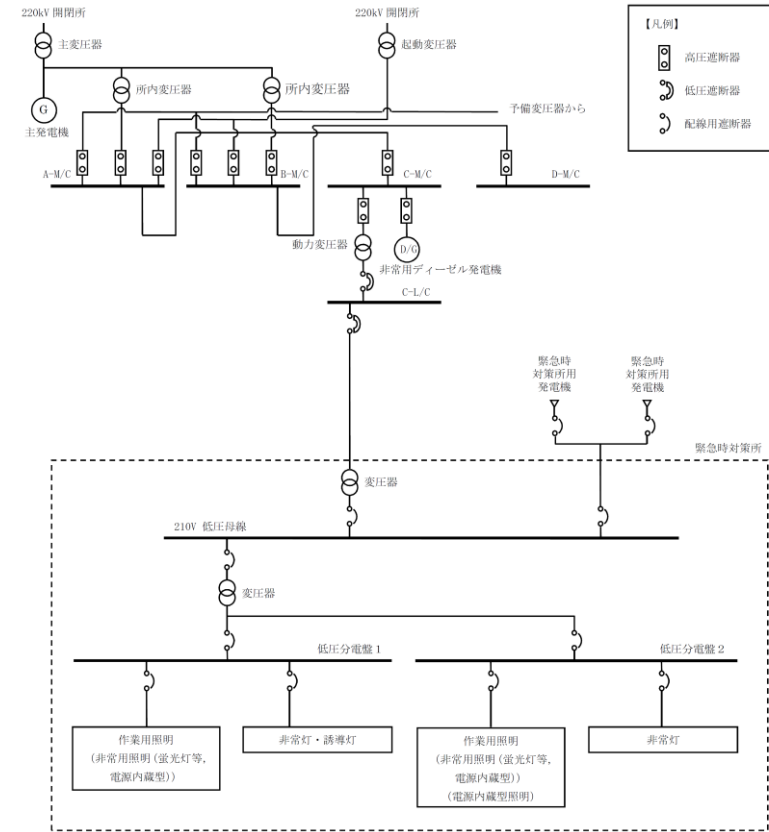 220kV 開閉所
220kV 開閉所
主変圧器
起動変圧器
所内変圧器
所内変圧器
G
主発電機
予備変圧器から
【凡例】
高圧遮断器
低圧遮断器
配線用遮断器
A-M/C
B-M/C
C-M/C
D-M/C
動力変圧器
D/G
非常用ディーゼル発電機
C-L/C
緊急時
対策所用
発電機
緊急時
対策所用
発電機
緊急時対策所
変圧器
210V 低圧母線
変圧器
低圧分電盤 1
低圧分電盤 2
作業用照明
(非常用照明(蛍光灯等,
電源内蔵型))
非常灯・誘導灯
作業用照明
(非常用照明(蛍光灯等,
電源内蔵型))
(電源内蔵型照明)
非常灯